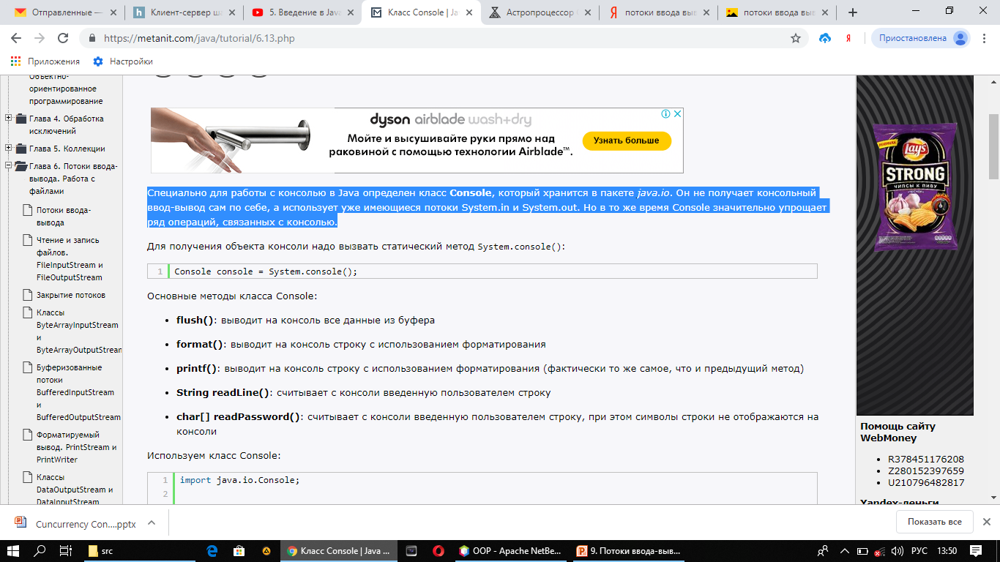 Отправленные —
Клиент-сервер ша
5. Введение в Java
Класс Console | Ja
Астропроцессор
потоки ввода выв
потоки ввода выв
https://metanit.com/java/tutorial/6.13.php
Приостановлена
Приложения
Настройки
Объектно-
ориентированное
программирование
Глава 4. Обработка
исключений
Глава 5. Коллекции
Глава 6. Потоки ввода-
вывода. Работа с
файлами
Потоки ввода-
вывода
Чтение и запись
файлов.
FileInputStream и
FileOutputStream
Закрытие потоков
Классы
ByteArrayInputStream
и
ByteArrayOutputStream
Буферизованные
потоки
BufferedInputStream
и
BufferedOutputStream
Форматируемый
вывод. PrintStream и
PrintWriter
Классы
DataOutputStream и
DataInputStream
dyson airblade wash+dry
Мойте и высушивайте руки прямо над
раковиной с помощью технологии Airblade™.
Узнать больше
Специально для работы с консолью в Java определен класс Console, который хранится в пакете java.io. Он не получает консольный
ввод-вывод сам по себе, а использует уже имеющиеся потоки System.in и System.out. Но в то же время Console значительно упрощает
ряд операций, связанных с консолью.
Для получения объекта консоли надо вызвать статический метод System.console():
1 Console console = System.console();
Основные методы класса Console:
• flush(): выводит на консоль все данные из буфера
• format(): выводит на консоль строку с использованием форматирования
• printf(): выводит на консоль строку с использованием форматирования (фактически то же самое, что и предыдущий метод)
• String readLine(): считывает с консоли введенную пользователем строку
• char[] readPassword(): считывает с консоли введенную пользователем строку, при этом символы строки не отображаются на
консоли
Используем класс Console:
1 import java.io.Console;
2
НОВИНКА
Lay's
STRONG
ЧИПСЫ К ПИВУ
Помощь сайту
WebMoney
• R378451176208
• Z280152397659
• U210796482817
Yandex-деньги
Cuncurrency Con....pptx
Показать все
src
Класс Console | Java ...
OOP - Apache NetBe...
9. Потоки ввода-выв...
РУС
13:50